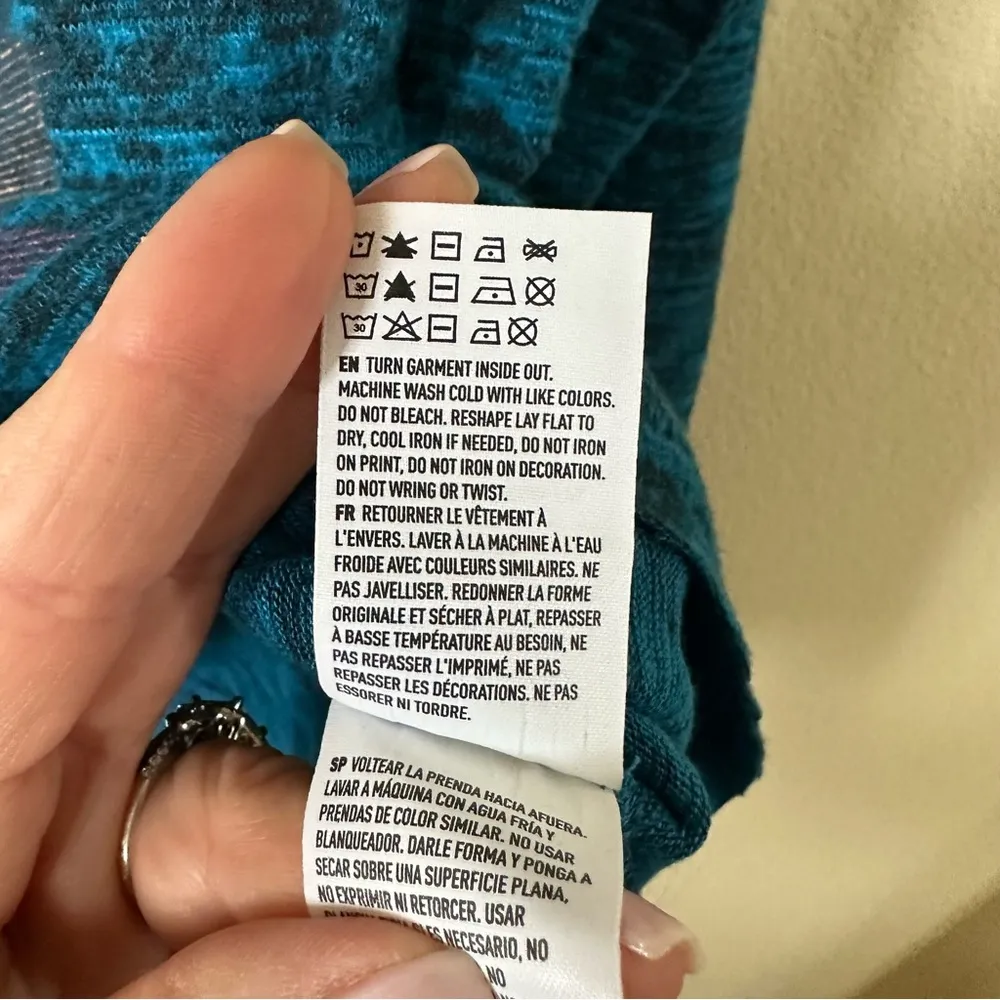 30
30
EN TURN GARMENT INSIDE OUT.
MACHINE WASH COLD WITH LIKE COLORS.
DO NOT BLEACH. RESHAPE LAY FLAT TO
DRY, COOL IRON IF NEEDED, DO NOT IRON
ON PRINT, DO NOT IRON ON DECORATION.
DO NOT WRING OR TWIST.
FR RETOURNER LE VÊTEMENT À
L'ENVERS. LAVER À LA MACHINE À L'EAU
FROIDE AVEC COULEURS SIMILAIRES. NE
PAS JAVELLISER. REDONNER LA FORME
ORIGINALE ET SÉCHER À PLAT, REPASSER
À BASSE TEMPÉRATURE AU BESOIN, NE
PAS REPASSER L'IMPRIMÉ, NE PAS
REPASSER LES DÉCORATIONS. NE PAS
ESSORER NI TORDRE.
SP VOLTEAR LA PRENDA HACIA AFUERA.
LAVAR A MÁQUINA CON AGUA FRÍA Y
PRENDAS DE COLOR SIMILAR. NO USAR
BLANQUEADOR. DARLE FORMA Y PONGA A
SECAR SOBRE UNA SUPERFICIE PLANA,
NO EXPRIMIR NI RETORCER. USAR
NECESARIO, NO
NO